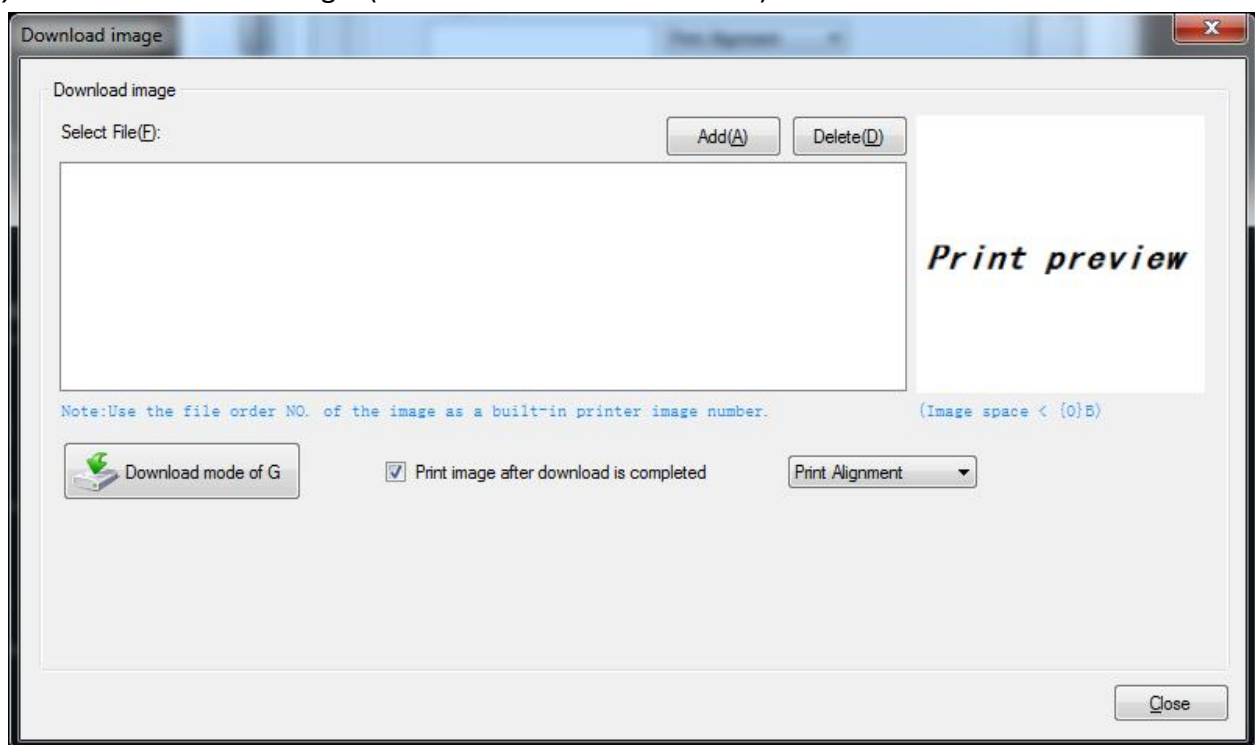 Download image
X
Download image
Select File(F):
Add(A)
Delete(D)
Print preview
Note:Use the file order NO. of the image as a built-in printer image number.
(Image space < {0}B)
Download mode of G
Print image after download is completed
Print Alignment
Close